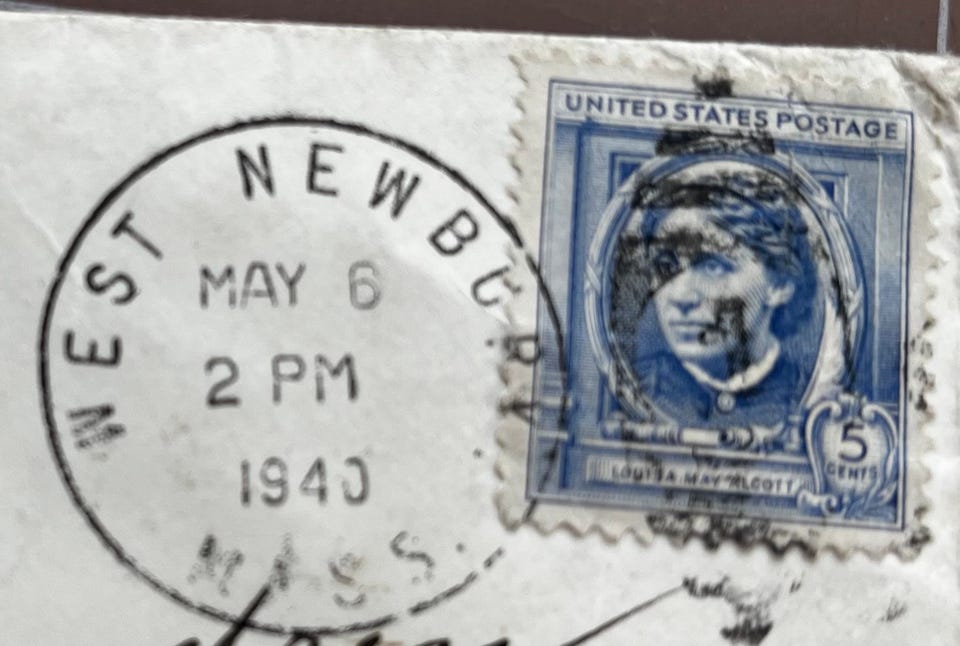 WEST NEWBURY
MAY 6
2 PM
1940
MASS.
UNITED STATES POSTAGE
5
CENTS
LOUISA MAY ALCOTT